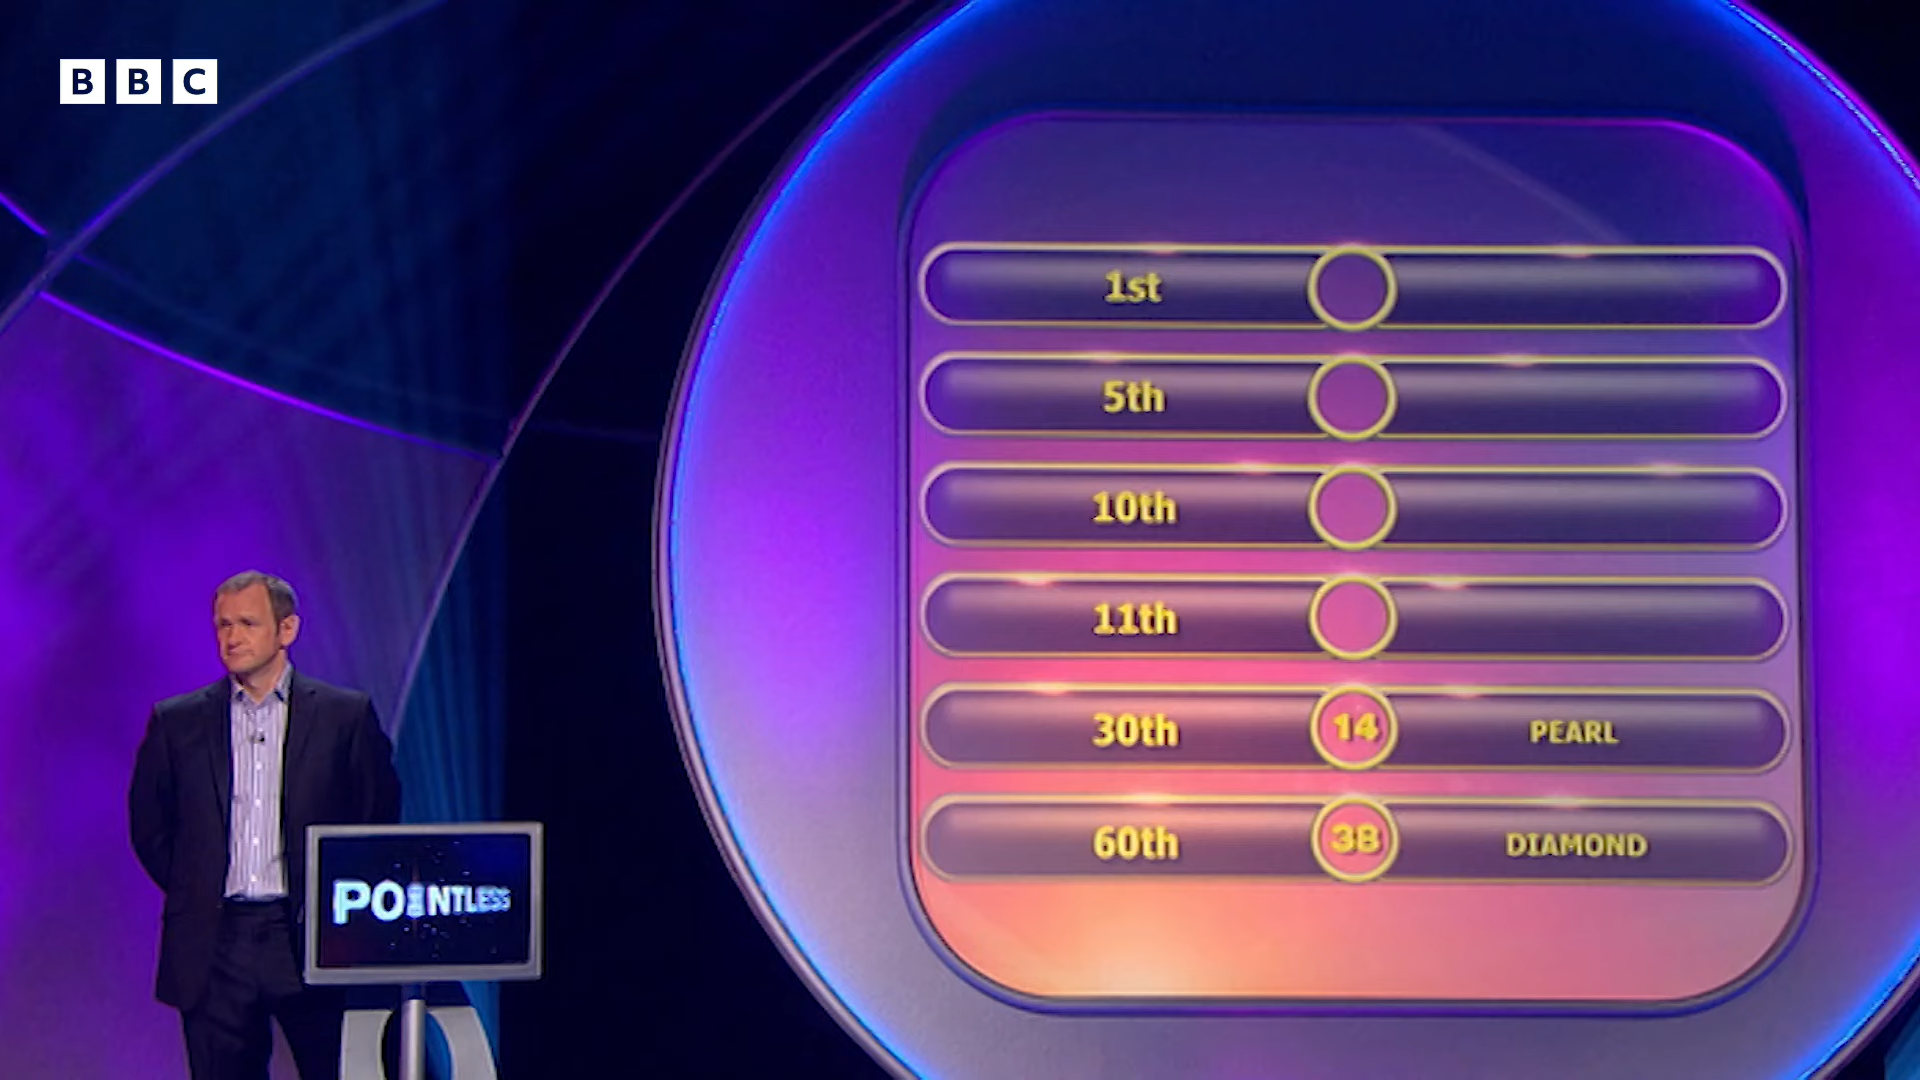 BBC
1st
5th
10th
11th
30th 14 PEARL
60th 38 DIAMOND
POINTLESS